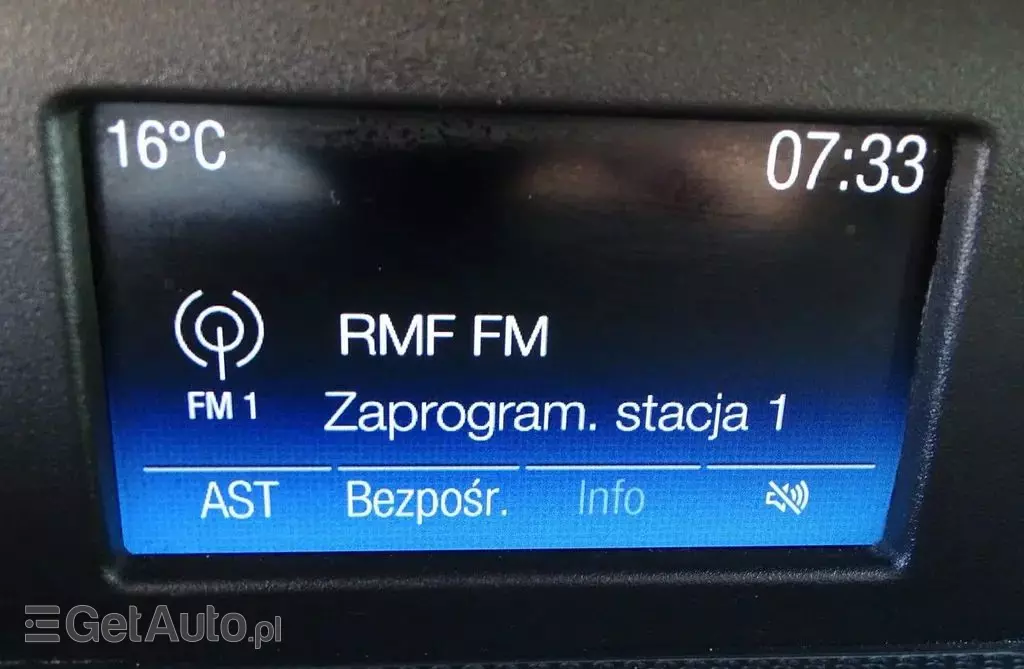 16°C 07:33
RMF FM
FM 1
Zaprogram. stacja 1
AST Bezpośr. Info
GetAuto.pl